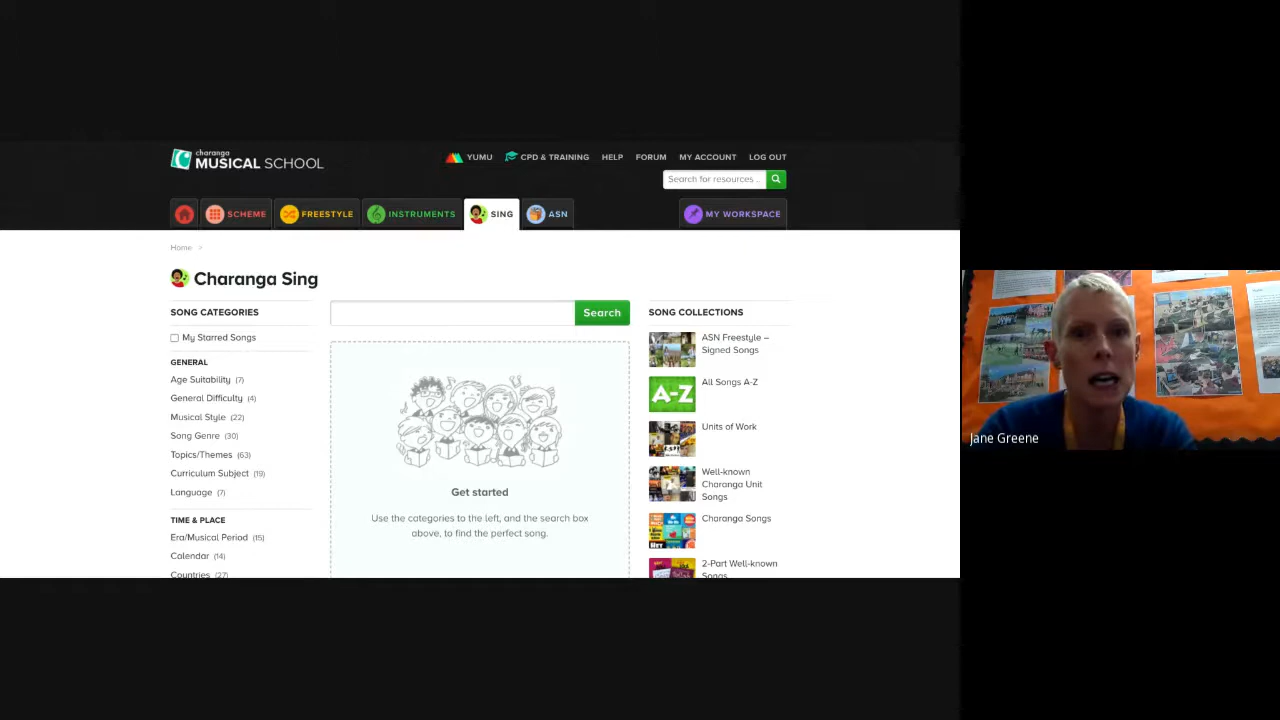 charanga
MUSICAL SCHOOL
YUMU
CPD & TRAINING
HELP
FORUM
MY ACCOUNT
LOG OUT
Search for resources ..
SCHEME
FREESTYLE
INSTRUMENTS
SING
ASN
MY WORKSPACE
Home >
Charanga Sing
SONG CATEGORIES
My Starred Songs
GENERAL
Age Suitability (7)
General Difficulty (4)
Musical Style (22)
Song Genre (30)
Topics/Themes (63)
Curriculum Subject (19)
Language (7)
TIME & PLACE
Era/Musical Period (15)
Calendar (14)
Countries (27)
Search
Get started
Use the categories to the left, and the search box
above, to find the perfect song.
SONG COLLECTIONS
ASN Freestyle –
Signed Songs
A-Z
All Songs A-Z
Units of Work
Well-known
Charanga Unit
Songs
Charanga Songs
2-Part Well-known
Songs
Jane Greene